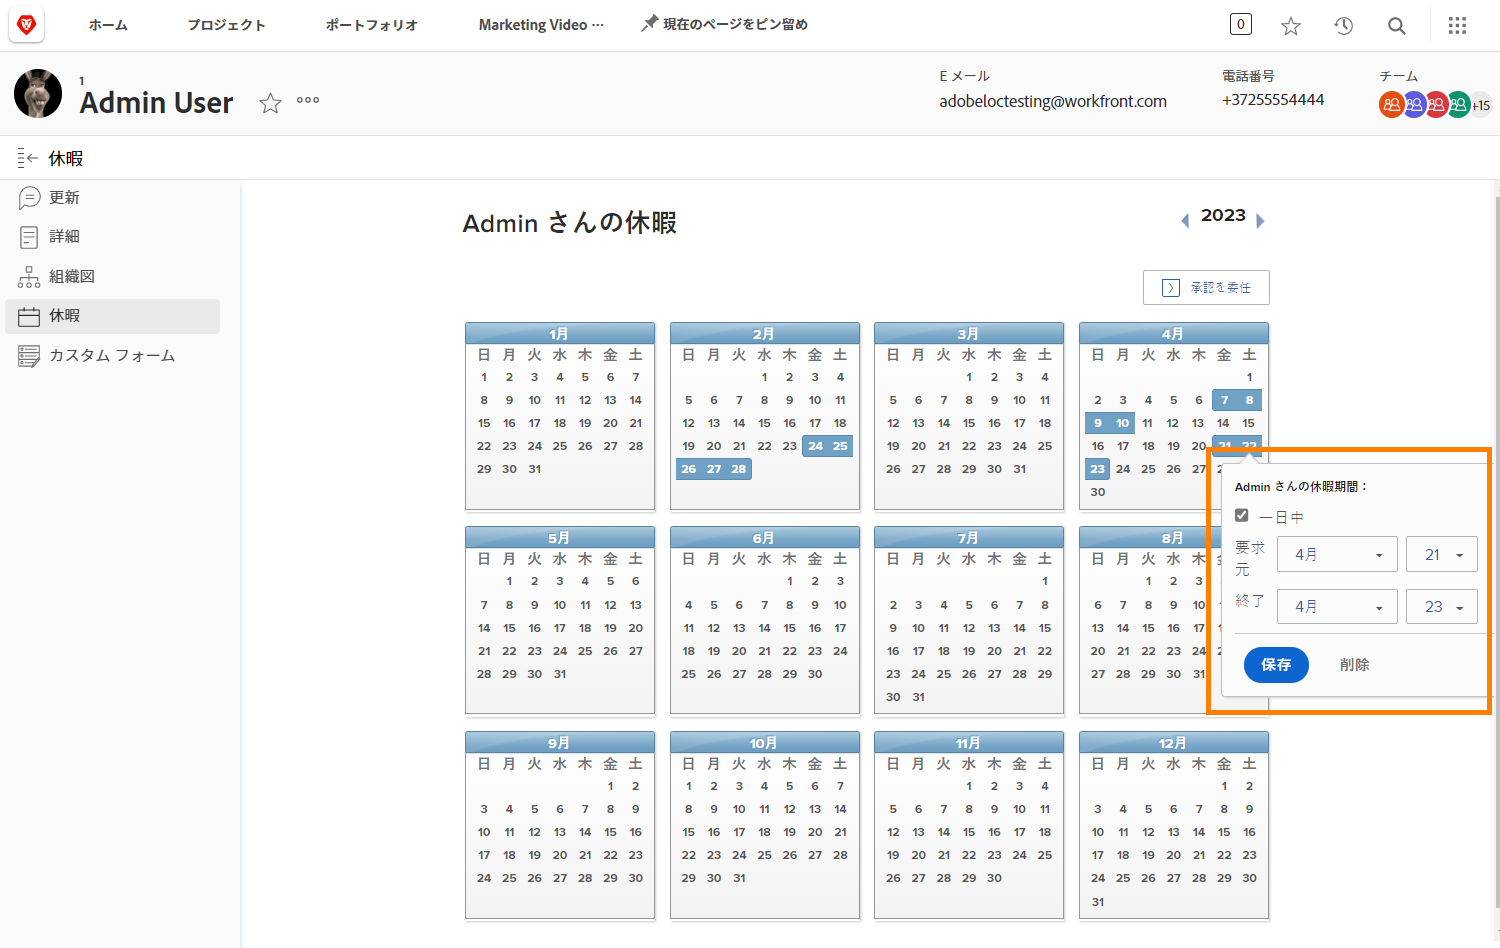 ホーム プロジェクト ポートフォリオ Marketing Video ··· 現在のページをピン留め 0
1
Admin User
E メール
adobeloctesting@workfront.com
電話番号
+37255554444
チーム
+15
休暇
更新
詳細
組織図
休暇
カスタム フォーム
Admin さんの休暇
2023
承認を委任
1月
日 月 火 水 木 金 土
1 2 3 4 5 6 7
8 9 10 11 12 13 14
15 16 17 18 19 20 21
22 23 24 25 26 27 28
29 30 31
2月
日 月 火 水 木 金 土
1 2 3 4
5 6 7 8 9 10 11
12 13 14 15 16 17 18
19 20 21 22 23 24 25
26 27 28
3月
日 月 火 水 木 金 土
1 2 3 4
5 6 7 8 9 10 11
12 13 14 15 16 17 18
19 20 21 22 23 24 25
26 27 28 29 30 31
4月
日 月 火 水 木 金 土
1
2 3 4 5 6 7 8
9 10 11 12 13 14 15
16 17 18 19 20 21 22
23 24 25 26 27
30
Admin さんの休暇期間：
一日中
要求元 4月 21
終了 4月 23
保存 削除
5月
日 月 火 水 木 金 土
1 2 3 4 5 6
7 8 9 10 11 12 13
14 15 16 17 18 19 20
21 22 23 24 25 26 27
28 29 30 31
6月
日 月 火 水 木 金 土
1 2 3
4 5 6 7 8 9 10
11 12 13 14 15 16 17
18 19 20 21 22 23 24
25 26 27 28 29 30
7月
日 月 火 水 木 金 土
1
2 3 4 5 6 7 8
9 10 11 12 13 14 15
16 17 18 19 20 21 22
23 24 25 26 27 28 29
30 31
8月
日 月 火 水 木
1 2 3
6 7 8 9 10
13 14 15 16 17
20 21 22 23 24
27 28 29 30 31
9月
日 月 火 水 木 金 土
1 2
3 4 5 6 7 8 9
10 11 12 13 14 15 16
17 18 19 20 21 22 23
24 25 26 27 28 29 30
10月
日 月 火 水 木 金 土
1 2 3 4 5 6 7
8 9 10 11 12 13 14
15 16 17 18 19 20 21
22 23 24 25 26 27 28
29 30 31
11月
日 月 火 水 木 金 土
1 2 3 4
5 6 7 8 9 10 11
12 13 14 15 16 17 18
19 20 21 22 23 24 25
26 27 28 29 30
12月
日 月 火 水 木 金 土
1 2
3 4 5 6 7 8 9
10 11 12 13 14 15 16
17 18 19 20 21 22 23
24 25 26 27 28 29 30
31